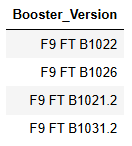 Booster_Version
F9 FT B1022
F9 FT B1026
F9 FT B1021.2
F9 FT B1031.2